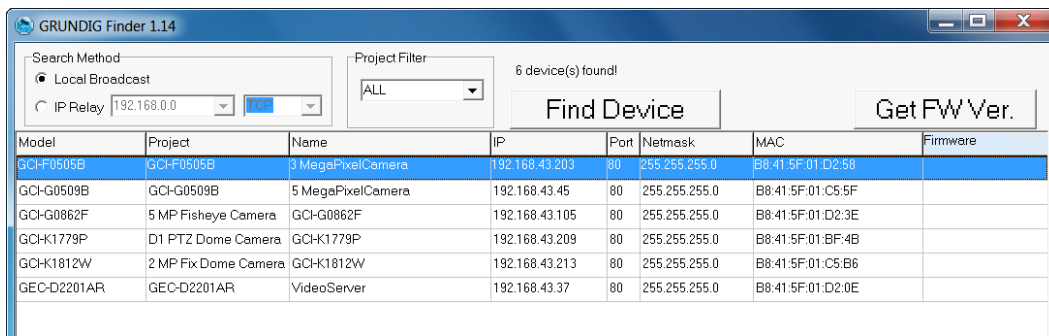 GRUNDIG Finder 1.14
Search Method
Local Broadcast
IP Relay 192.168.0.0 TCP
Project Filter
ALL
6 device(s) found!
Find Device
Get FW Ver.
Model Project Name IP Port Netmask MAC Firmware
GCI-F0505B GCI-F0505B 3 MegaPixelCamera 192.168.43.203 80 255.255.255.0 B8:41:5F:01:D2:58
GCI-G0509B GCI-G0509B 5 MegaPixelCamera 192.168.43.45 80 255.255.255.0 B8:41:5F:01:C5:5F
GCI-G0862F 5 MP Fisheye Camera GCI-G0862F 192.168.43.105 80 255.255.255.0 B8:41:5F:01:D2:3E
GCI-K1779P D1 PTZ Dome Camera GCI-K1779P 192.168.43.209 80 255.255.255.0 B8:41:5F:01:BF:4B
GCI-K1812W 2 MP Fix Dome Camera GCI-K1812W 192.168.43.213 80 255.255.255.0 B8:41:5F:01:C5:B6
GEC-D2201AR GEC-D2201AR VideoServer 192.168.43.37 80 255.255.255.0 B8:41:5F:01:D2:0E